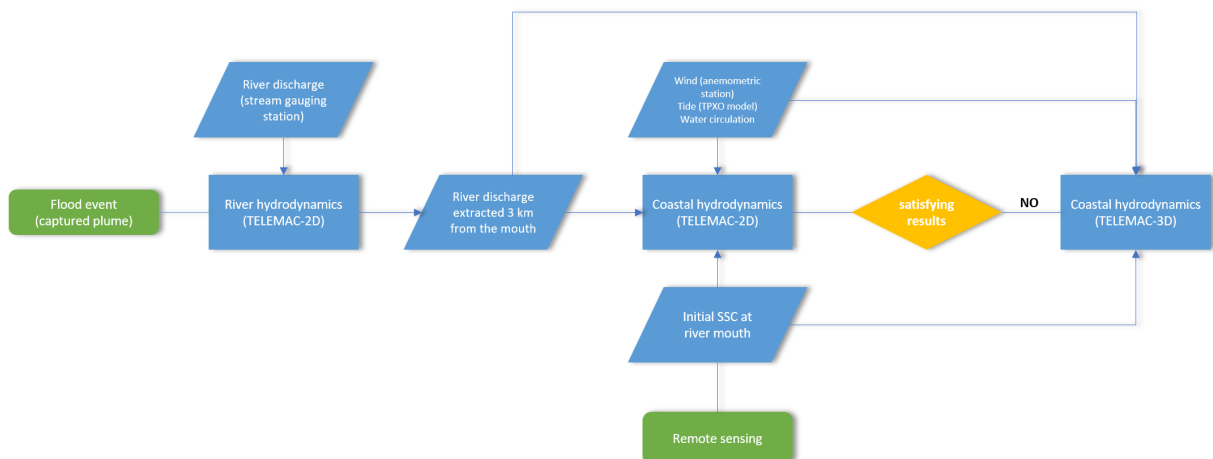 River discharge
(stream gauging
station)
Wind (anemometric
station)
Tide (TPXO model)
Water circulation
Flood event
(captured plume)
River hydrodynamics
(TELEMAC-2D)
River discharge
extracted 3 km
from the mouth
Coastal hydrodynamics
(TELEMAC-2D)
satisfying
results
NO
Coastal hydrodynamics
(TELEMAC-3D)
Initial SSC at
river mouth
Remote sensing